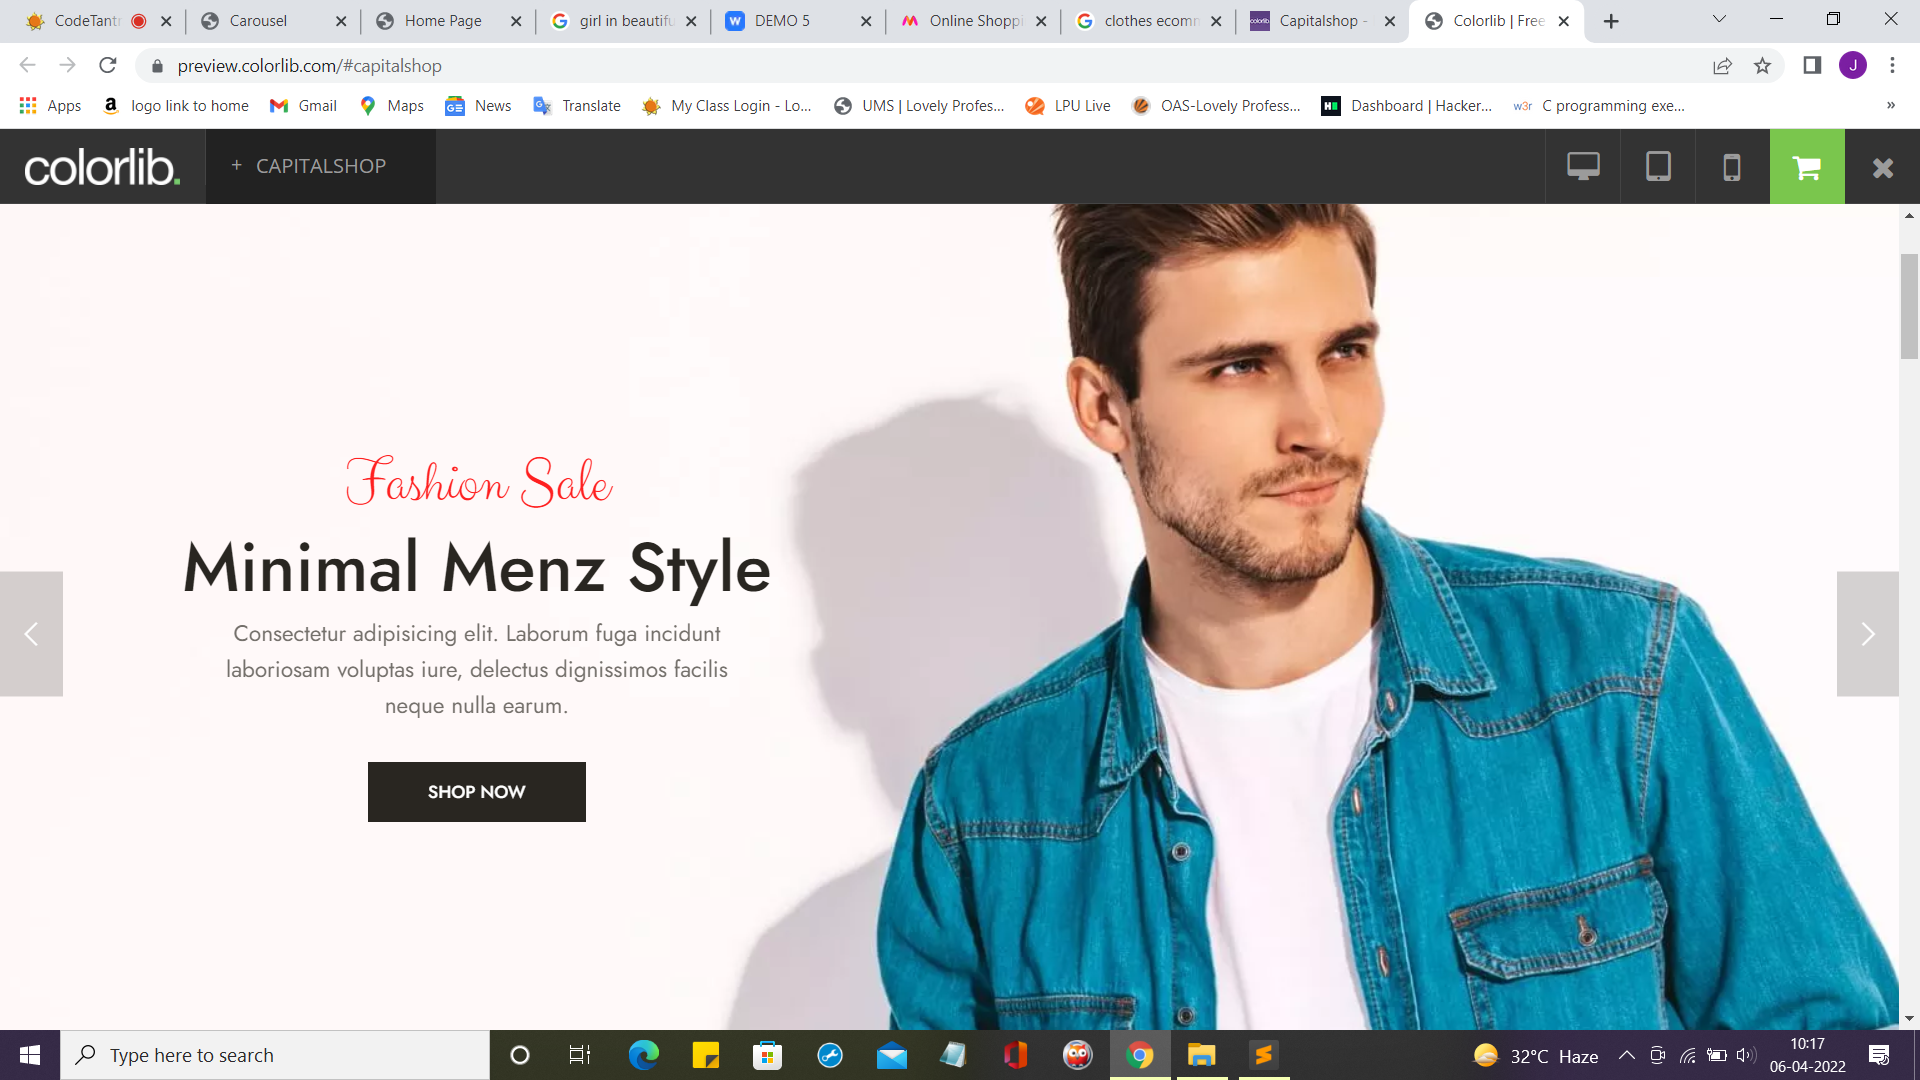 CodeTantr
Carousel
Home Page
girl in beautifu
DEMO 5
Online Shoppi
clothes ecomm
Capitalshop -
Colorlib | Free
preview.colorlib.com/#capitalshop
J
Apps
logo link to home
Gmail
Maps
News
Translate
My Class Login - Lo...
UMS | Lovely Profes...
LPU Live
OAS-Lovely Profess...
Dashboard | Hacker...
w3r
C programming exe...
»
colorlib.
+ CAPITALSHOP
Fashion Sale
Minimal Menz Style
Consectetur adipisicing elit. Laborum fuga incidunt
laboriosam voluptas iure, delectus dignissimos facilis
neque nulla earum.
SHOP NOW
Type here to search
32°C Haze
10:17
06-04-2022